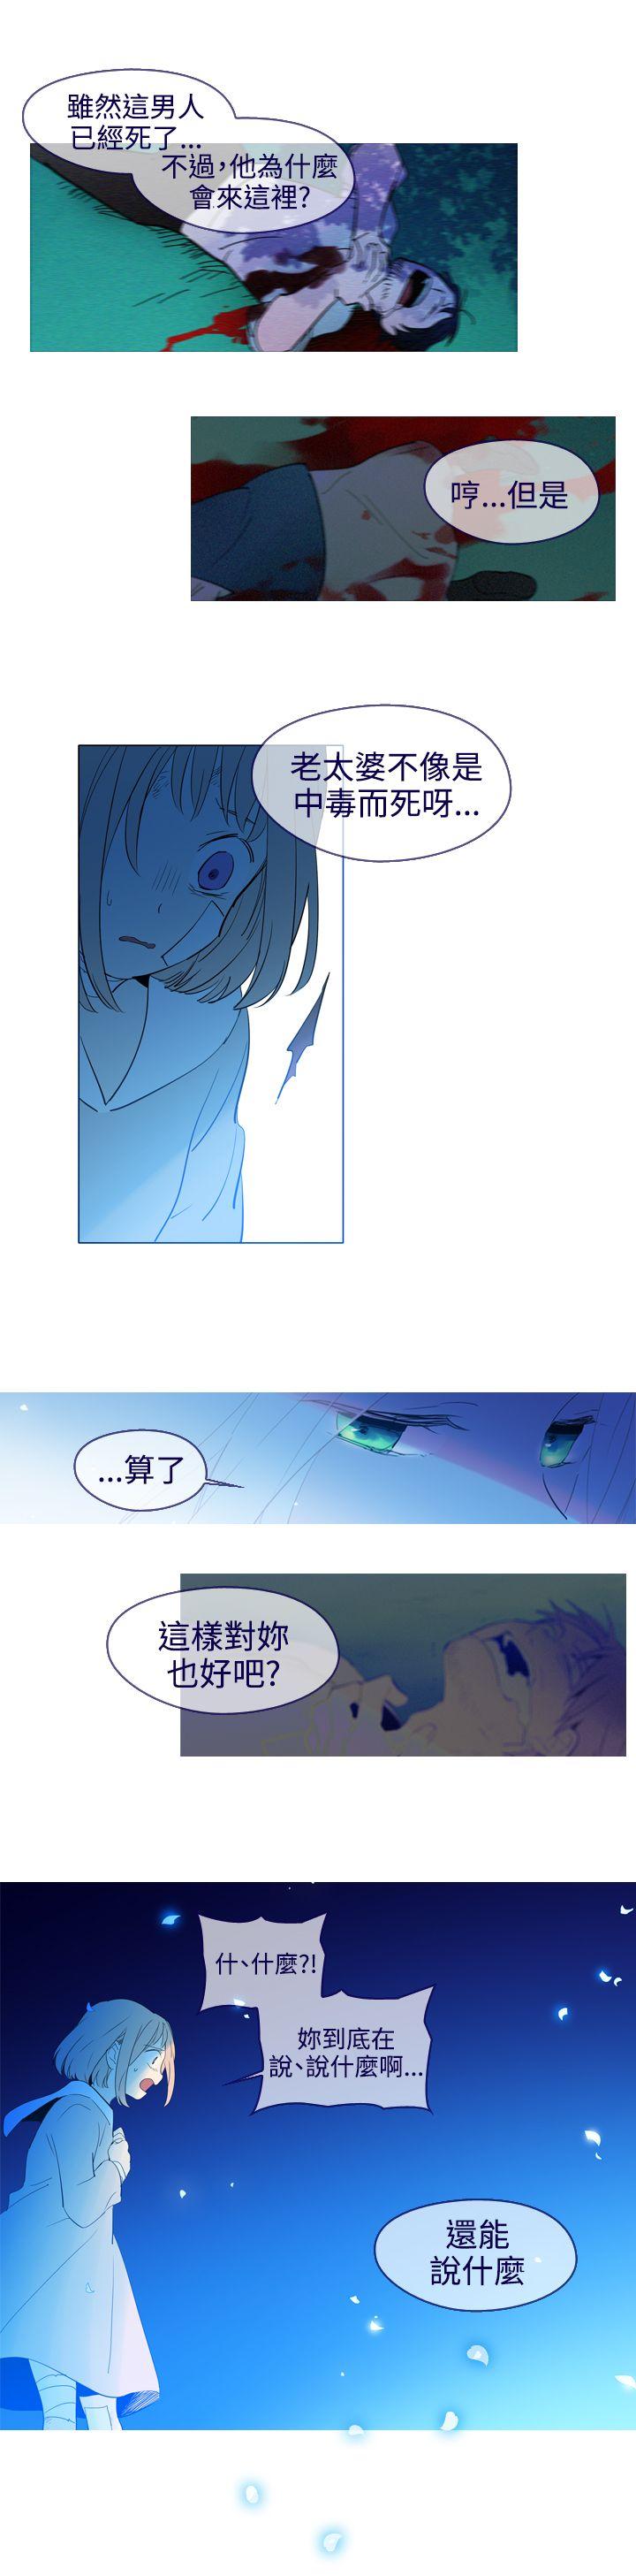 雖然這男人
已經死了...
不過,他為什麼
會來這裡?
哼...但是
老太婆不像是
中毒而死呀...
...算了
這樣對妳
也好吧?
什、什麼?!
妳到底在
說、說什麼啊...
還能
說什麼